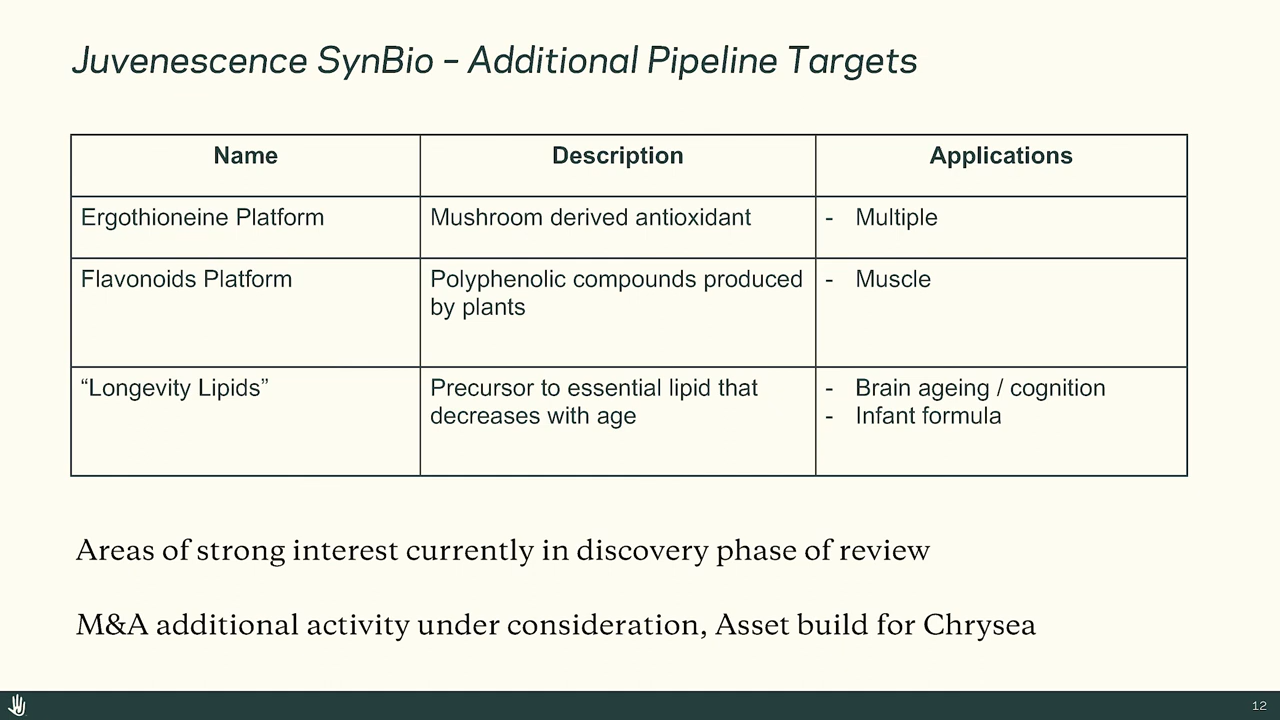 Juvenescence SynBio – Additional Pipeline Targets
Name
Description
Applications
Ergothioneine Platform
Mushroom derived antioxidant
- Multiple
Flavonoids Platform
Polyphenolic compounds produced
by plants
- Muscle
“Longevity Lipids”
Precursor to essential lipid that
decreases with age
- Brain ageing / cognition
- Infant formula
Areas of strong interest currently in discovery phase of review
M&A additional activity under consideration, Asset build for Chrysea
12